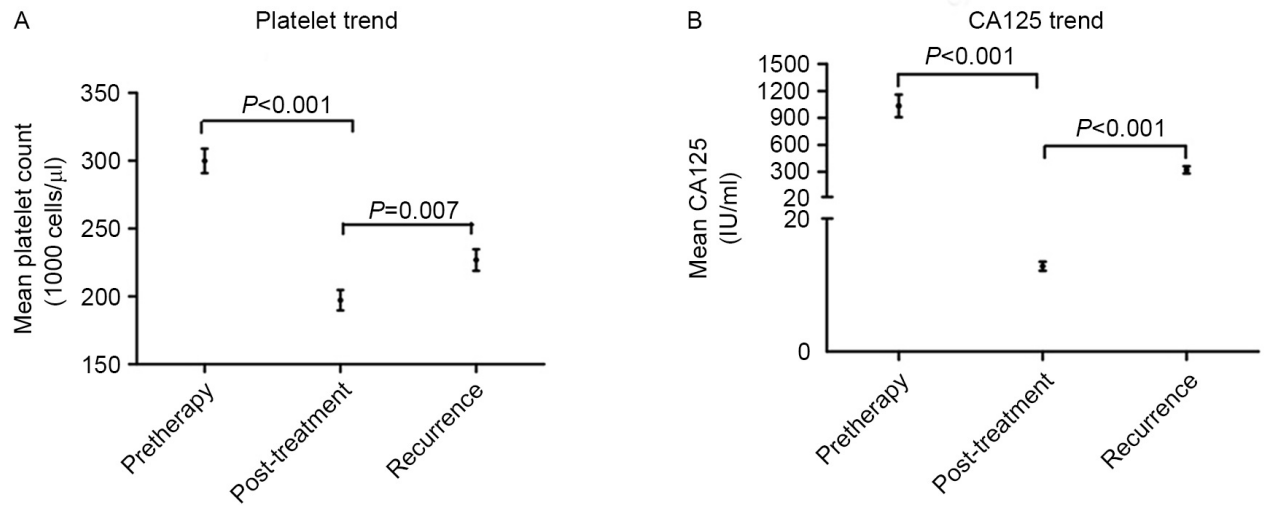 A
Platelet trend
Mean platelet count
(1000 cells/μl)
350
300
250
200
150
P<0.001
P=0.007
Pretherapy
Post-treatment
Recurrence
B
CA125 trend
Mean CA125
(IU/ml)
1500
1200
900
600
300
20
20
0
P<0.001
P<0.001
Pretherapy
Post-treatment
Recurrence